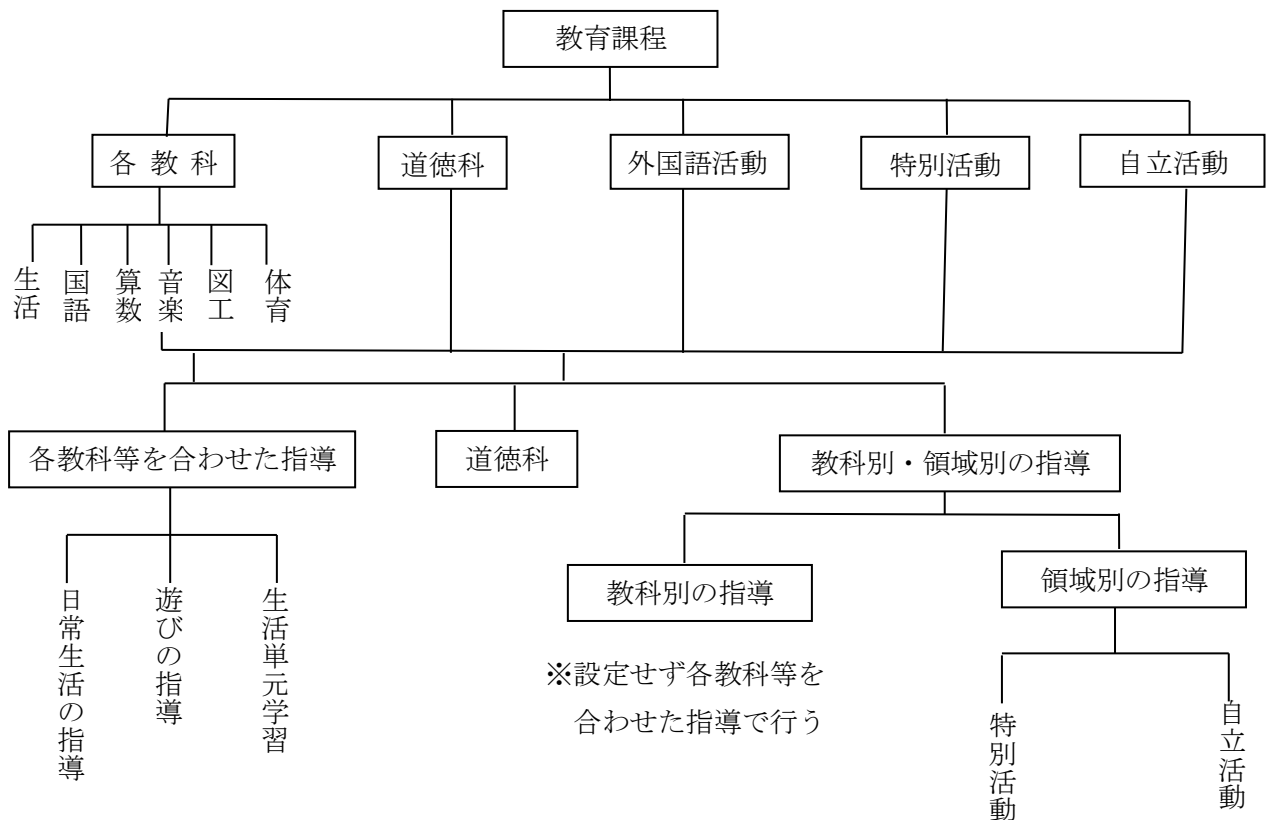 教育課程
各 教 科
道徳科
外国語活動
特別活動
自立活動
生活
国語
算数
音楽
図工
体育
各教科等を合わせた指導
道徳科
教科別・領域別の指導
日常生活の指導
遊びの指導
生活単元学習
教科別の指導
領域別の指導
※設定せず各教科等を
合わせた指導で行う
特別活動
自立活動